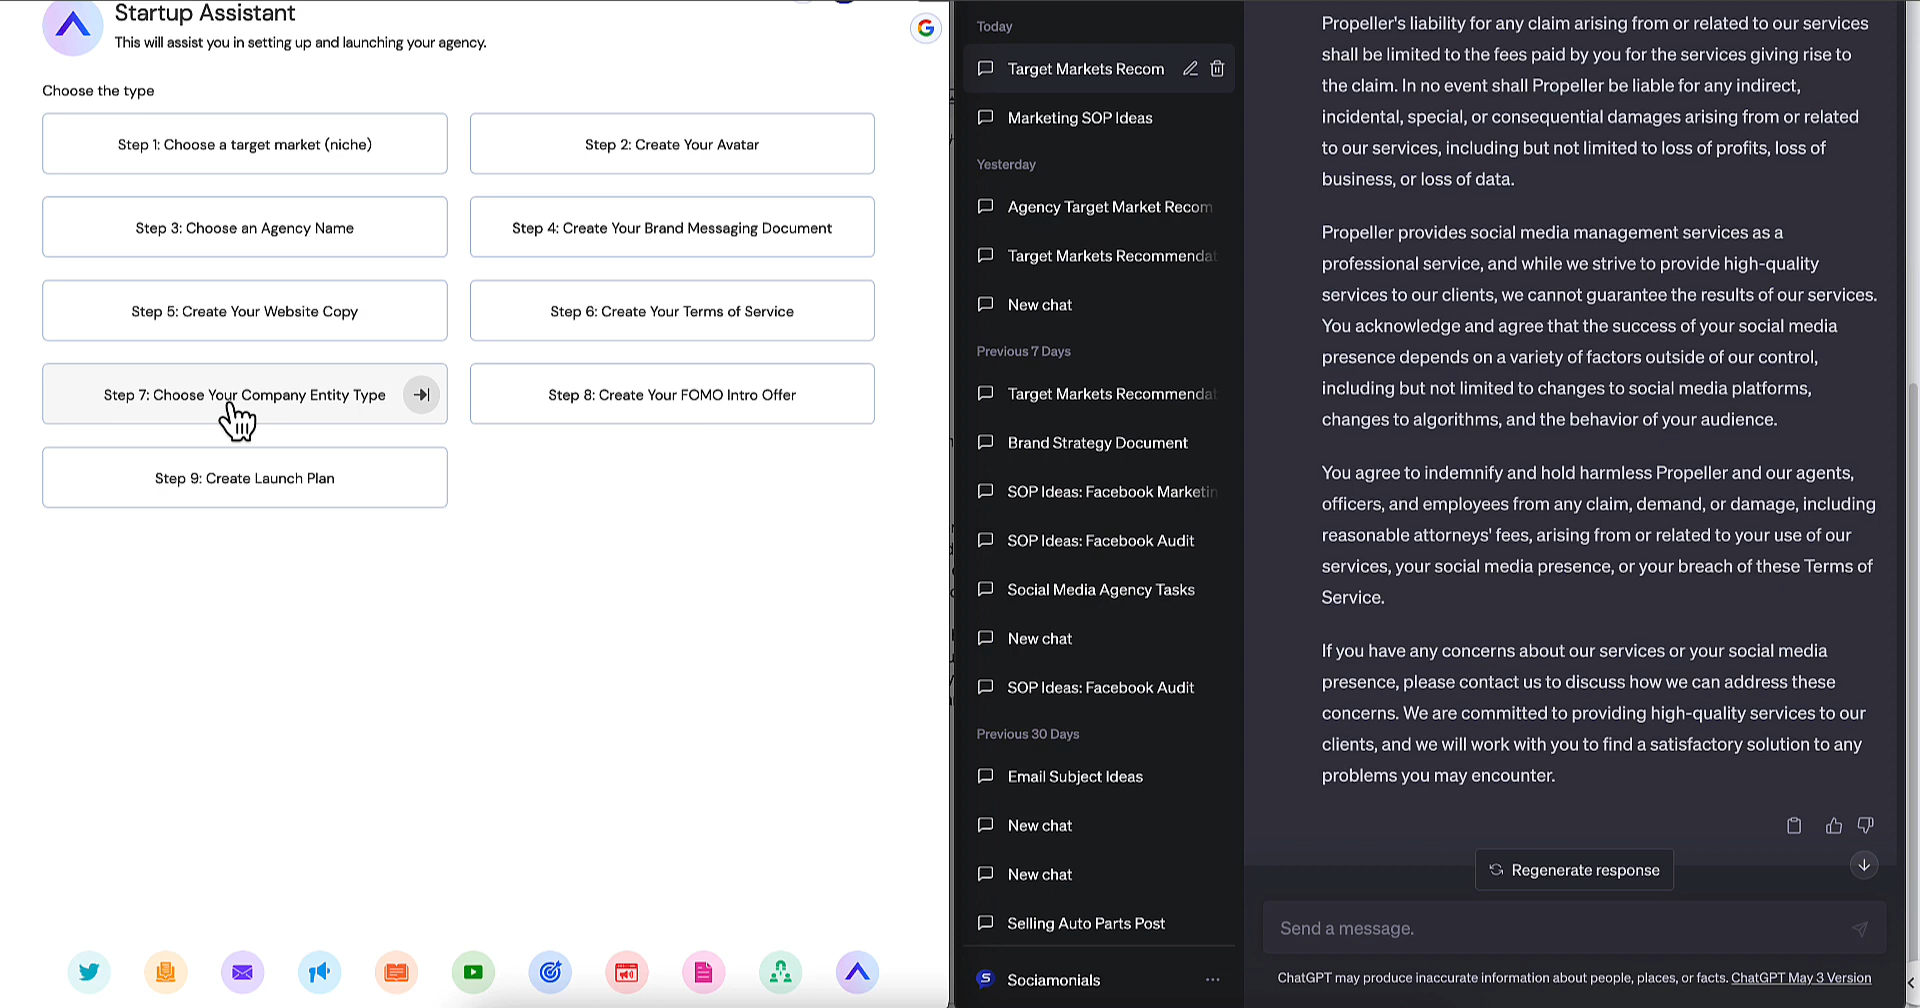 Startup Assistant
This will assist you in setting up and launching your agency.
Choose the type
Step 1: Choose a target market (niche)
Step 2: Create Your Avatar
Step 3: Choose an Agency Name
Step 4: Create Your Brand Messaging Document
Step 5: Create Your Website Copy
Step 6: Create Your Terms of Service
Step 7: Choose Your Company Entity Type
Step 8: Create Your FOMO Intro Offer
Step 9: Create Launch Plan
Today
Target Markets Recom
Marketing SOP Ideas
Yesterday
Agency Target Market Recom
Target Markets Recommendat
New chat
Previous 7 Days
Target Markets Recommendat
Brand Strategy Document
SOP Ideas: Facebook Marketin
SOP Ideas: Facebook Audit
Social Media Agency Tasks
New chat
SOP Ideas: Facebook Audit
Previous 30 Days
Email Subject Ideas
New chat
New chat
Selling Auto Parts Post
Sociamonials
Propeller's liability for any claim arising from or related to our services
shall be limited to the fees paid by you for the services giving rise to
the claim. In no event shall Propeller be liable for any indirect,
incidental, special, or consequential damages arising from or related
to our services, including but not limited to loss of profits, loss of
business, or loss of data.
Propeller provides social media management services as a
professional service, and while we strive to provide high-quality
services to our clients, we cannot guarantee the results of our services.
You acknowledge and agree that the success of your social media
presence depends on a variety of factors outside of our control,
including but not limited to changes to social media platforms,
changes to algorithms, and the behavior of your audience.
You agree to indemnify and hold harmless Propeller and our agents,
officers, and employees from any claim, demand, or damage, including
reasonable attorneys' fees, arising from or related to your use of our
services, your social media presence, or your breach of these Terms of
Service.
If you have any concerns about our services or your social media
presence, please contact us to discuss how we can address these
concerns. We are committed to providing high-quality services to our
clients, and we will work with you to find a satisfactory solution to any
problems you may encounter.
Regenerate response
Send a message.
ChatGPT may produce inaccurate information about people, places, or facts. ChatGPT May 3 Version